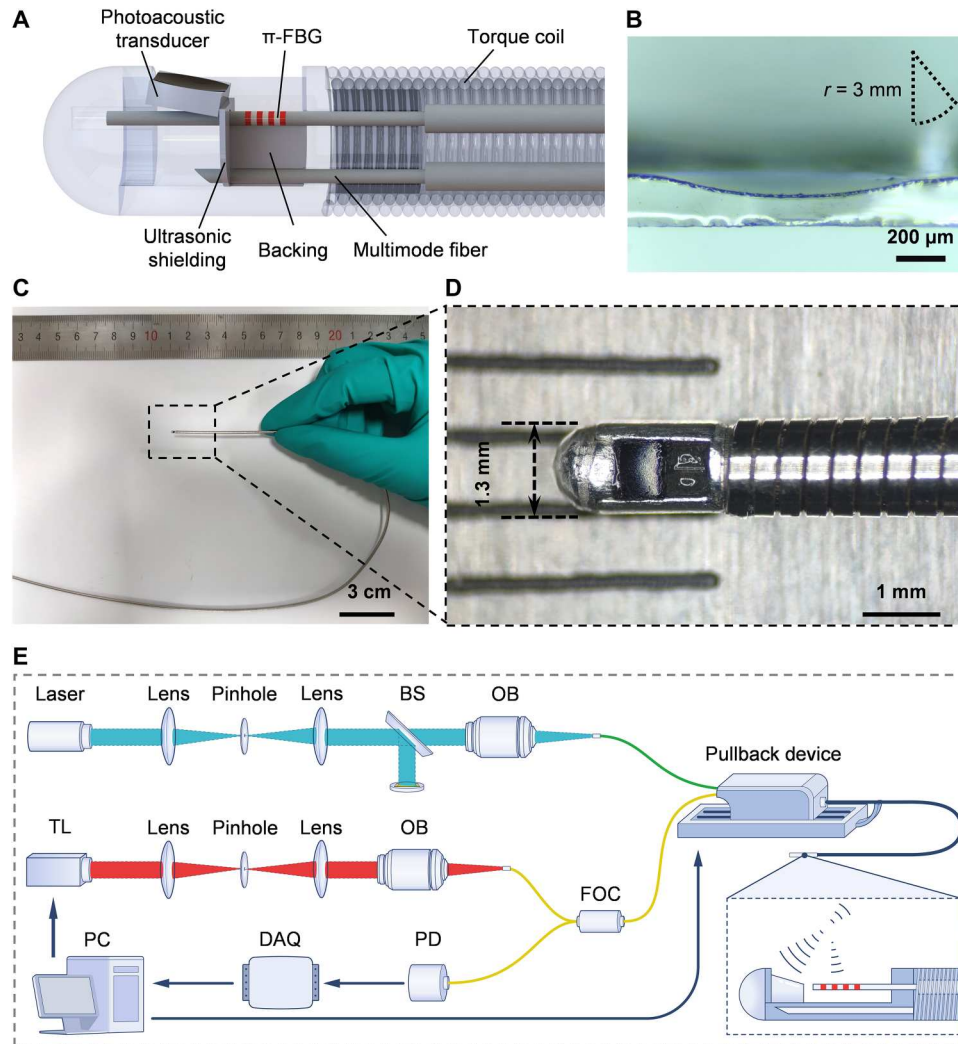 A
Photoacoustic
transducer
π-FBG
Torque coil
Ultrasonic
shielding
Backing
Multimode fiber
B
r = 3 mm
200 µm
C
3 4 5 6 7 8 9 10 1 2 3 4 5 6 7 8 9 20 1 2 3 4 5
3 cm
D
1.3 mm
1 mm
E
Laser
Lens
Pinhole
Lens
BS
OB
Pullback device
TL
Lens
Pinhole
Lens
OB
FOC
PC
DAQ
PD